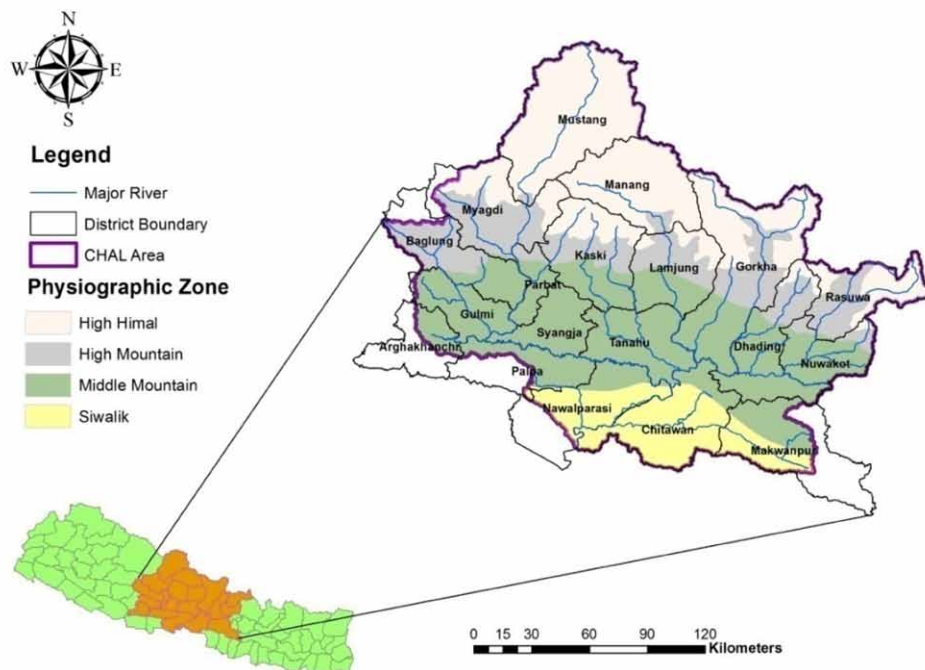 N
W E
S
Legend
Major River
District Boundary
CHAL Area
Physiographic Zone
High Himal
High Mountain
Middle Mountain
Siwalik
Mustang
Manang
Myagdi
Baglung
Kaski
Lamjung
Gorkha
Rasuwa
Parbat
Gulmi
Syangja
Tanahu
Dhading
Nuwakot
Arghakhanchi
Palpa
Nawalparasi
Chitawan
Makwanpur
0 15 30 60 90 120
Kilometers